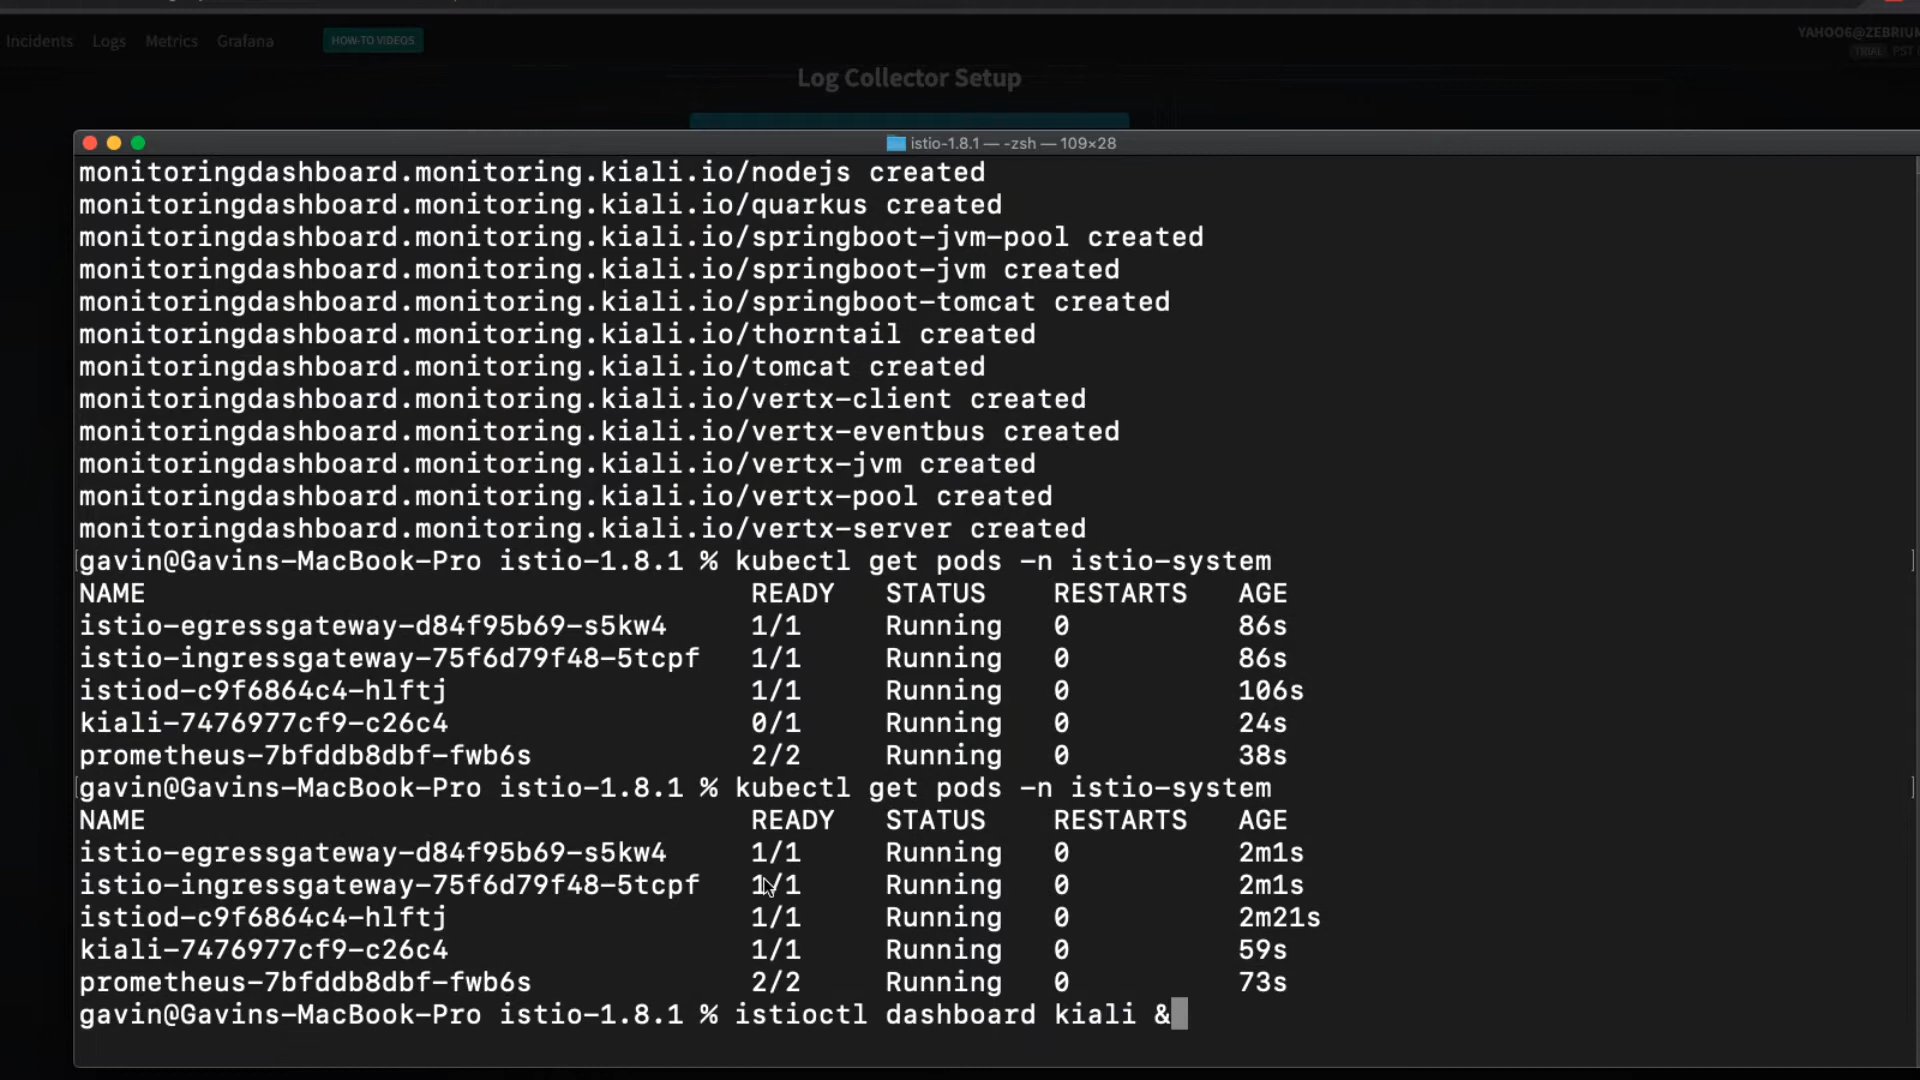 Incidents Logs Metrics Grafana HOW-TO VIDEOS
YAHOO6@ZEBRIUM
TRIAL PST
Log Collector Setup
istio-1.8.1 — -zsh — 109×28
monitoringdashboard.monitoring.kiali.io/nodejs created
monitoringdashboard.monitoring.kiali.io/quarkus created
monitoringdashboard.monitoring.kiali.io/springboot-jvm-pool created
monitoringdashboard.monitoring.kiali.io/springboot-jvm created
monitoringdashboard.monitoring.kiali.io/springboot-tomcat created
monitoringdashboard.monitoring.kiali.io/thorntail created
monitoringdashboard.monitoring.kiali.io/tomcat created
monitoringdashboard.monitoring.kiali.io/vertx-client created
monitoringdashboard.monitoring.kiali.io/vertx-eventbus created
monitoringdashboard.monitoring.kiali.io/vertx-jvm created
monitoringdashboard.monitoring.kiali.io/vertx-pool created
monitoringdashboard.monitoring.kiali.io/vertx-server created
gavin@Gavins-MacBook-Pro istio-1.8.1 % kubectl get pods -n istio-system
NAME READY STATUS RESTARTS AGE
istio-egressgateway-d84f95b69-s5kw4 1/1 Running 0 86s
istio-ingressgateway-75f6d79f48-5tcpf 1/1 Running 0 86s
istiod-c9f6864c4-hlftj 1/1 Running 0 106s
kiali-7476977cf9-c26c4 0/1 Running 0 24s
prometheus-7bfddb8dbf-fwb6s 2/2 Running 0 38s
gavin@Gavins-MacBook-Pro istio-1.8.1 % kubectl get pods -n istio-system
NAME READY STATUS RESTARTS AGE
istio-egressgateway-d84f95b69-s5kw4 1/1 Running 0 2m1s
istio-ingressgateway-75f6d79f48-5tcpf 1/1 Running 0 2m1s
istiod-c9f6864c4-hlftj 1/1 Running 0 2m21s
kiali-7476977cf9-c26c4 1/1 Running 0 59s
prometheus-7bfddb8dbf-fwb6s 2/2 Running 0 73s
gavin@Gavins-MacBook-Pro istio-1.8.1 % istioctl dashboard kiali &